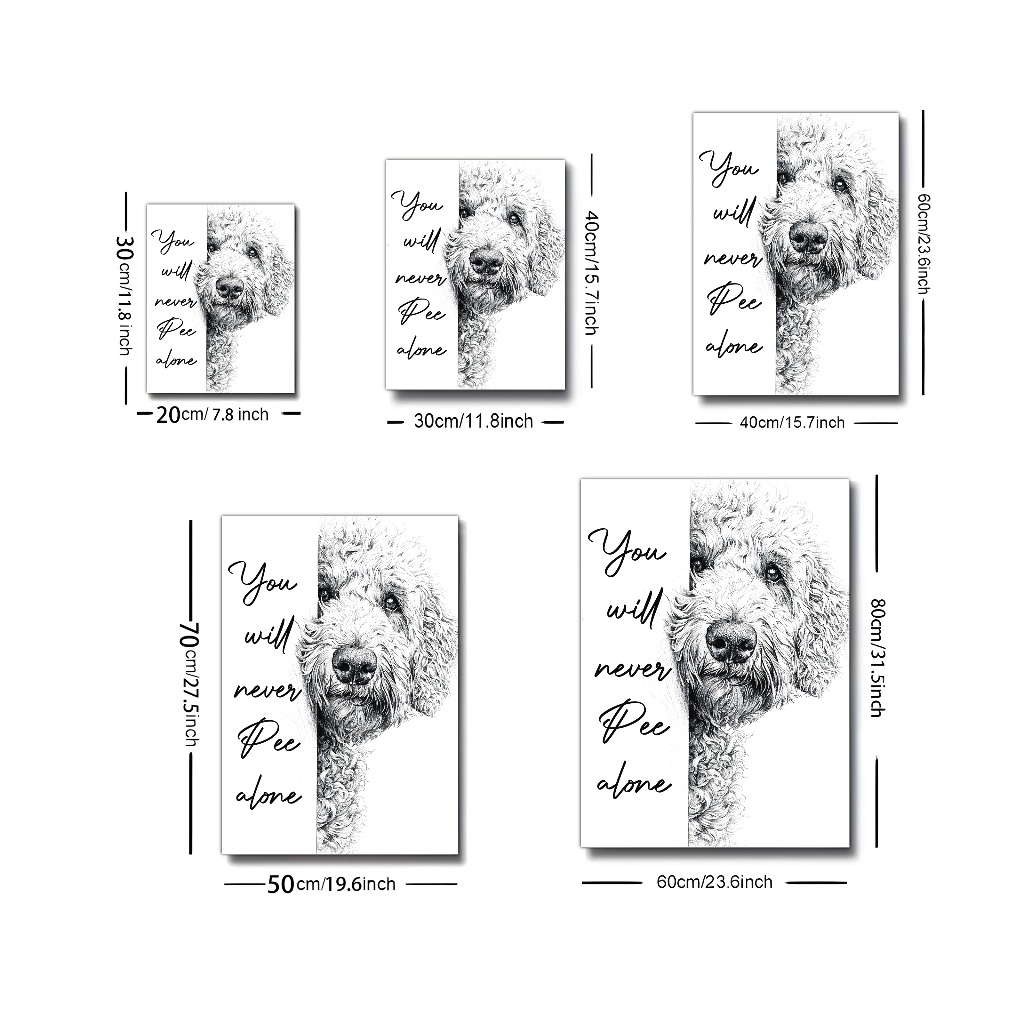 You
will
never
Pee
alone
30cm/11.8 inch
20cm/ 7.8 inch
You
will
never
Pee
alone
40cm/15.7inch
30cm/11.8inch
You
will
never
Pee
alone
60cm/23.6inch
40cm/15.7inch
You
will
never
Pee
alone
70cm/27.5inch
50cm/19.6inch
You
will
never
Pee
alone
80cm/31.5inch
60cm/23.6inch